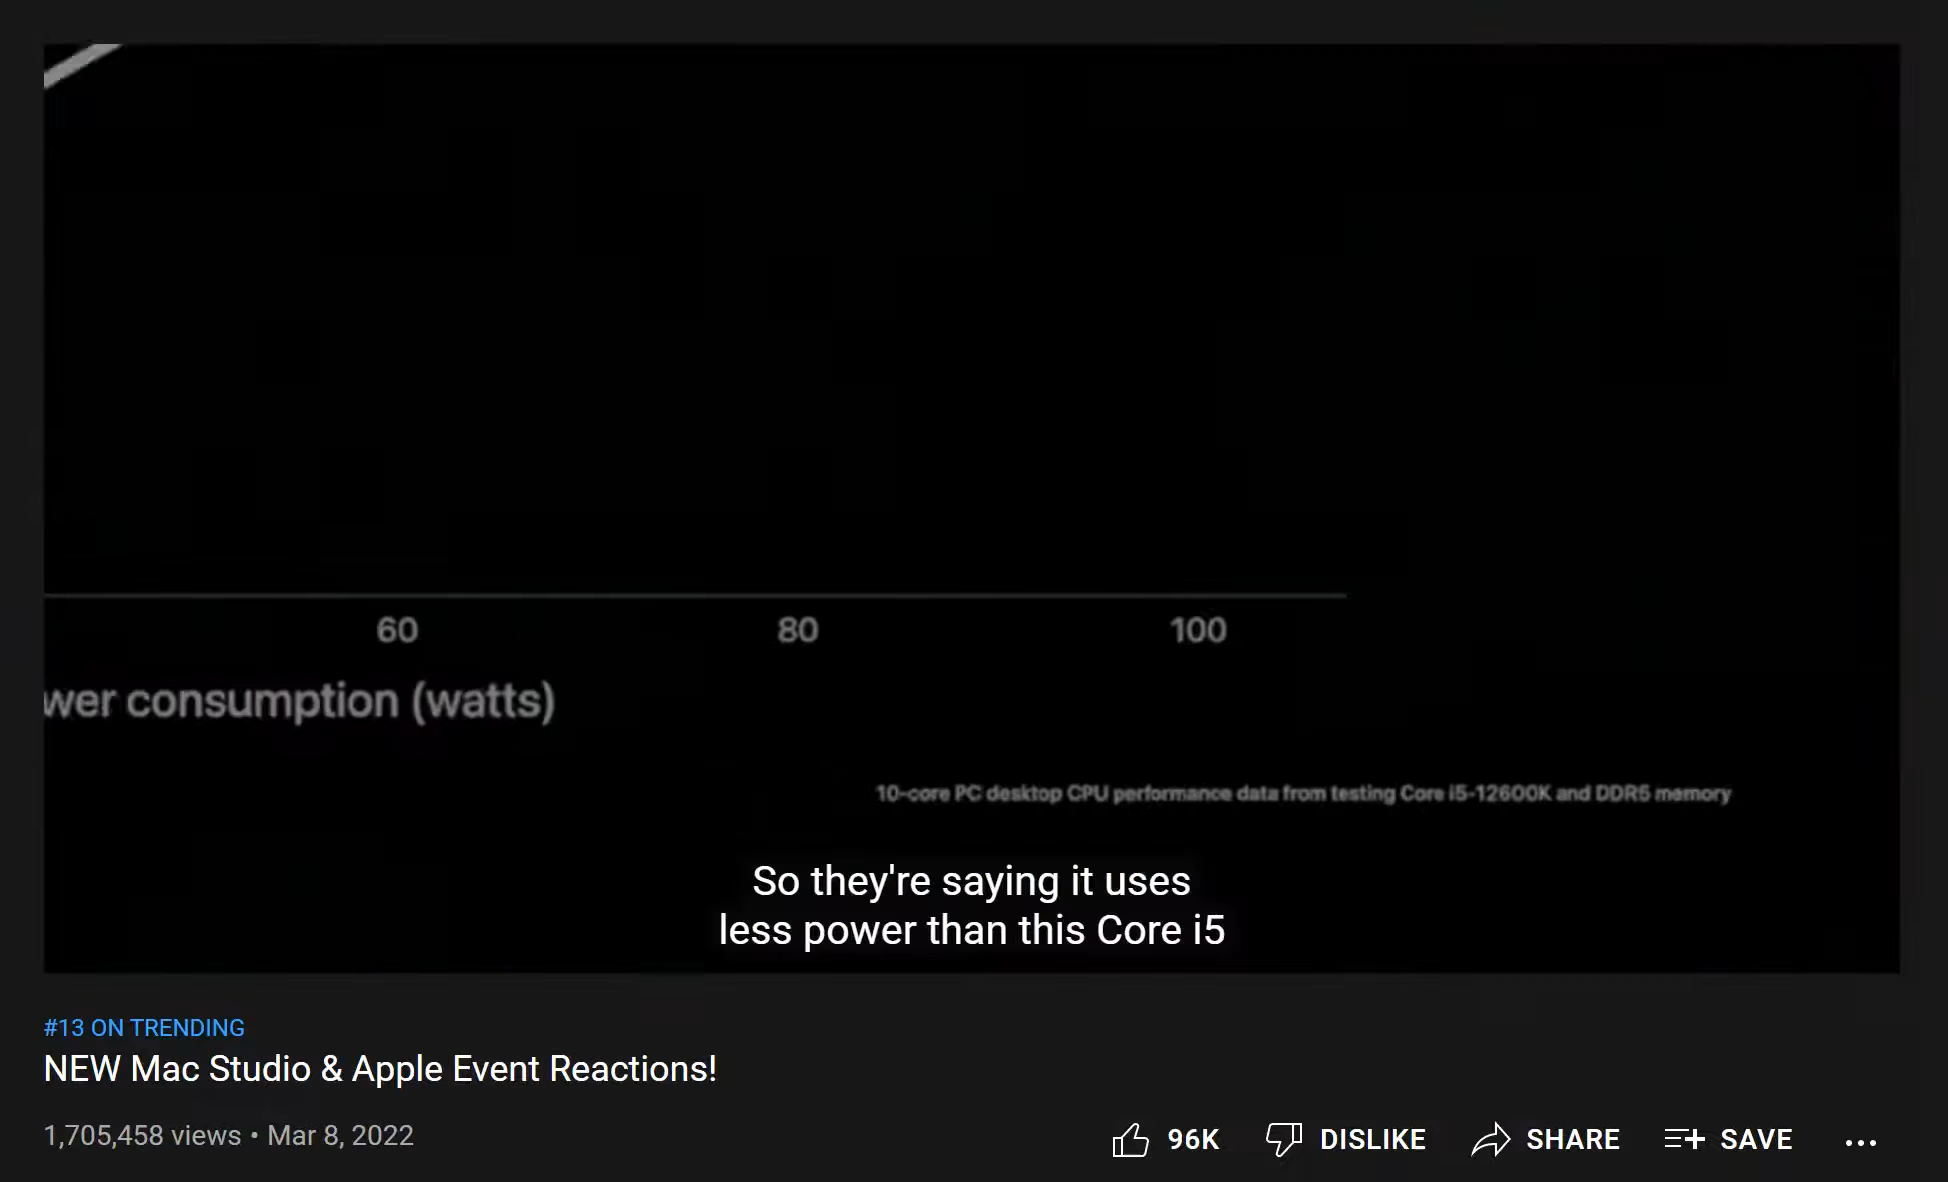 60 80 100
wer consumption (watts)
10-core PC desktop CPU performance data from testing Core i5-12600K and DDR5 memory
So they're saying it uses
less power than this Core i5
#13 ON TRENDING
NEW Mac Studio & Apple Event Reactions!
1,705,458 views • Mar 8, 2022
96K DISLIKE SHARE SAVE